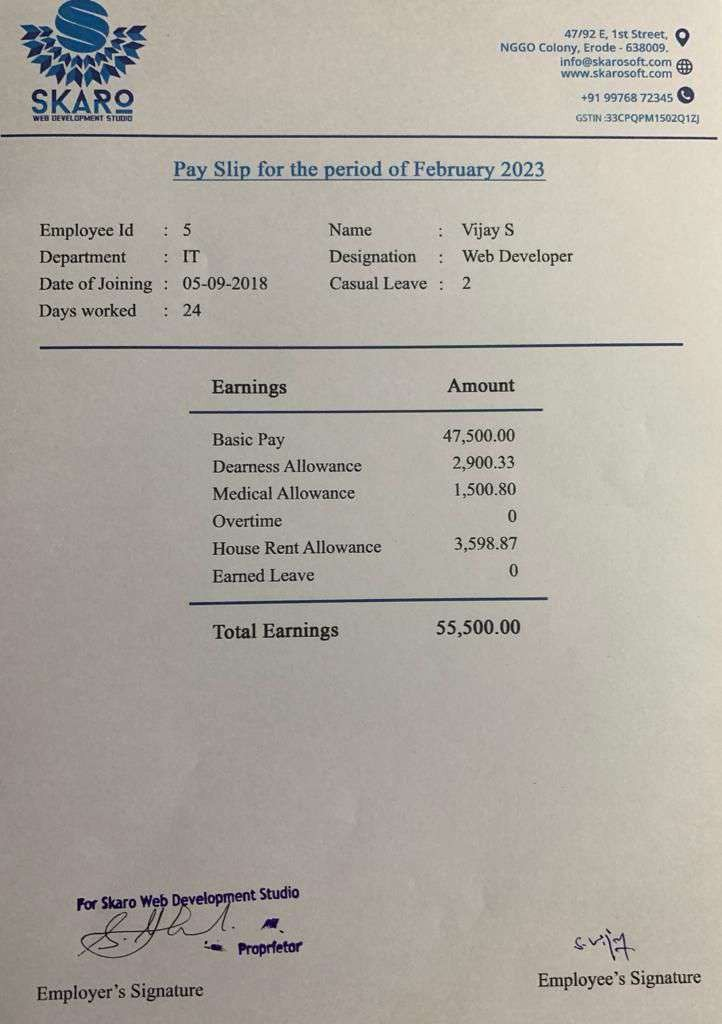 SKARO
WEB DEVELOPMENT STUDIO
47/92 E, 1st Street,
NGGO Colony, Erode - 638009.
info@skarosoft.com
www.skarosoft.com
+91 99768 72345
GSTIN :33CPQPM1502Q1ZJ
Pay Slip for the period of February 2023
Employee Id : 5 Name : Vijay S
Department : IT Designation : Web Developer
Date of Joining : 05-09-2018 Casual Leave : 2
Days worked : 24
Earnings Amount
Basic Pay 47,500.00
Dearness Allowance 2,900.33
Medical Allowance 1,500.80
Overtime 0
House Rent Allowance 3,598.87
Earned Leave 0
Total Earnings 55,500.00
For Skaro Web Development Studio
Proprietor
S. Vijay
Employer's Signature
Employee's Signature